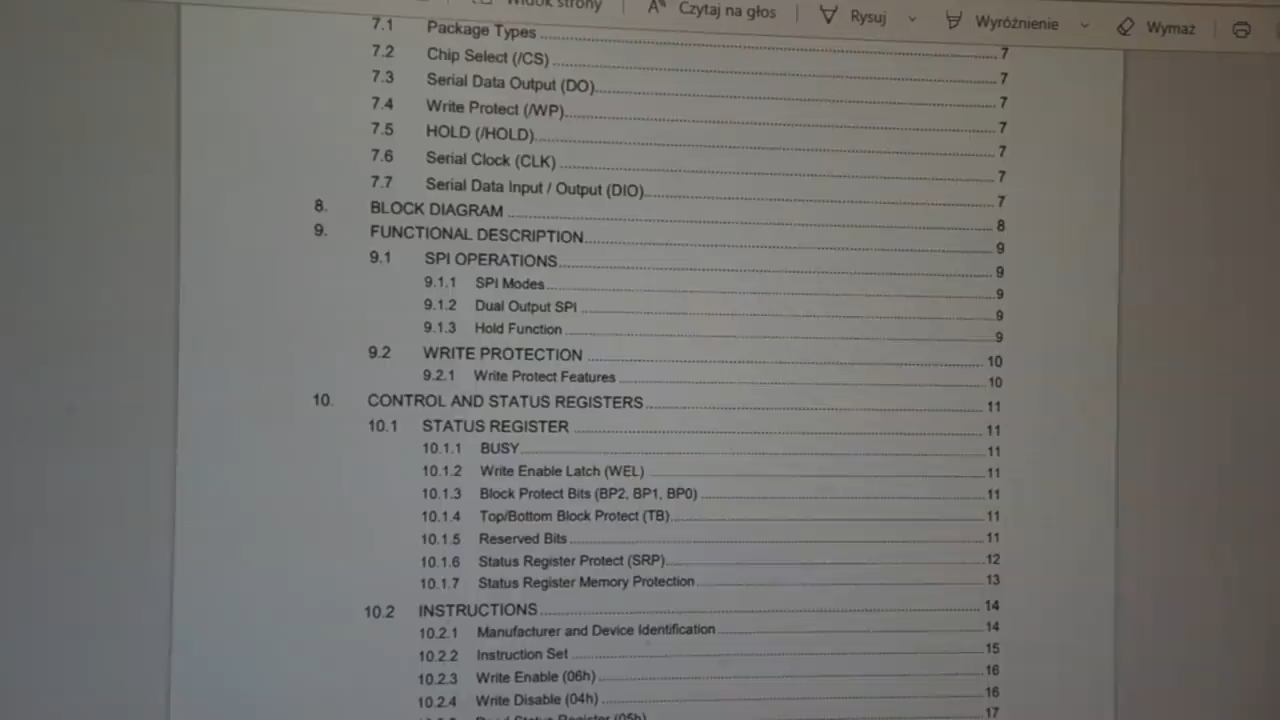 Widok strony Czytaj na głos Rysuj Wyróżnienie Wymaż
7.1 Package Types 7
7.2 Chip Select (/CS) 7
7.3 Serial Data Output (DO) 7
7.4 Write Protect (/WP) 7
7.5 HOLD (/HOLD) 7
7.6 Serial Clock (CLK) 7
7.7 Serial Data Input / Output (DIO) 7
8. BLOCK DIAGRAM 8
9. FUNCTIONAL DESCRIPTION 9
9.1 SPI OPERATIONS 9
9.1.1 SPI Modes 9
9.1.2 Dual Output SPI 9
9.1.3 Hold Function 9
9.2 WRITE PROTECTION 10
9.2.1 Write Protect Features 10
10. CONTROL AND STATUS REGISTERS 11
10.1 STATUS REGISTER 11
10.1.1 BUSY 11
10.1.2 Write Enable Latch (WEL) 11
10.1.3 Block Protect Bits (BP2, BP1, BP0) 11
10.1.4 Top/Bottom Block Protect (TB) 11
10.1.5 Reserved Bits 11
10.1.6 Status Register Protect (SRP) 12
10.1.7 Status Register Memory Protection 13
10.2 INSTRUCTIONS 14
10.2.1 Manufacturer and Device Identification 14
10.2.2 Instruction Set 15
10.2.3 Write Enable (06h) 16
10.2.4 Write Disable (04h) 16
Read Status Register (05h) 17